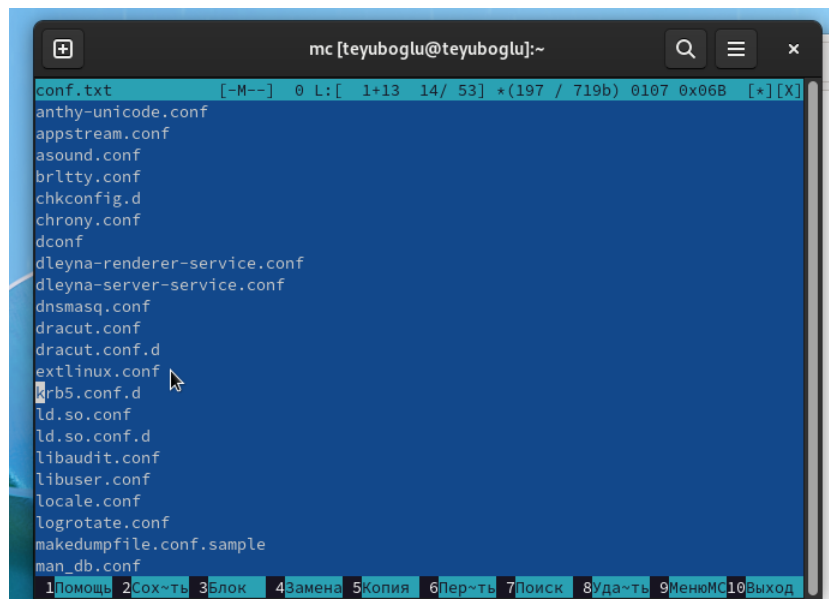 mc [teyuboglu@teyuboglu]:~
conf.txt [-M--] 0 L:[ 1+13 14/ 53] *(197 / 719b) 0107 0x06B [*][X]
anthy-unicode.conf
appstream.conf
asound.conf
brltty.conf
chkconfig.d
chrony.conf
dconf
dleyna-renderer-service.conf
dleyna-server-service.conf
dnsmasq.conf
dracut.conf
dracut.conf.d
extlinux.conf
krb5.conf.d
ld.so.conf
ld.so.conf.d
libaudit.conf
libuser.conf
locale.conf
logrotate.conf
makedumpfile.conf.sample
man_db.conf
1Помощь 2Сох~ть 3Блок 4Замена 5Копия 6Пер~ть 7Поиск 8Уда~ть 9МенюМС10Выход